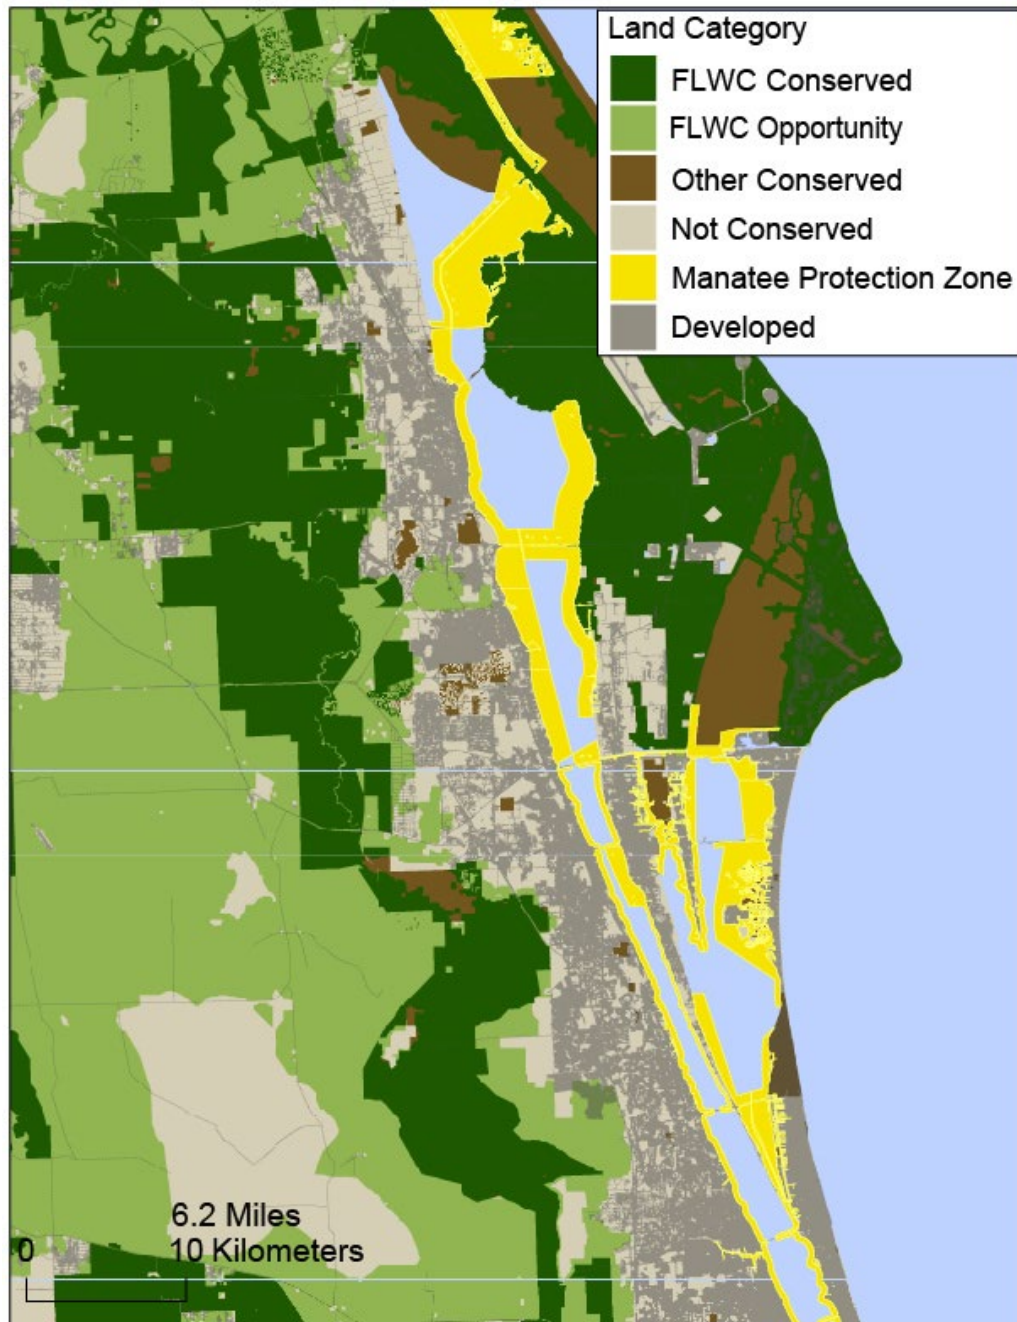 Land Category
FLWC Conserved
FLWC Opportunity
Other Conserved
Not Conserved
Manatee Protection Zone
Developed
6.2 Miles
0 10 Kilometers